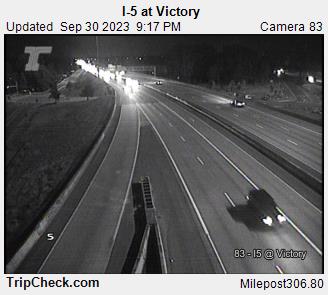 I-5 at Victory
Updated Sep 30 2023 9:17 PM Camera 83
T
S
83 - I5 @ Victory
TripCheck.com Milepost306.80